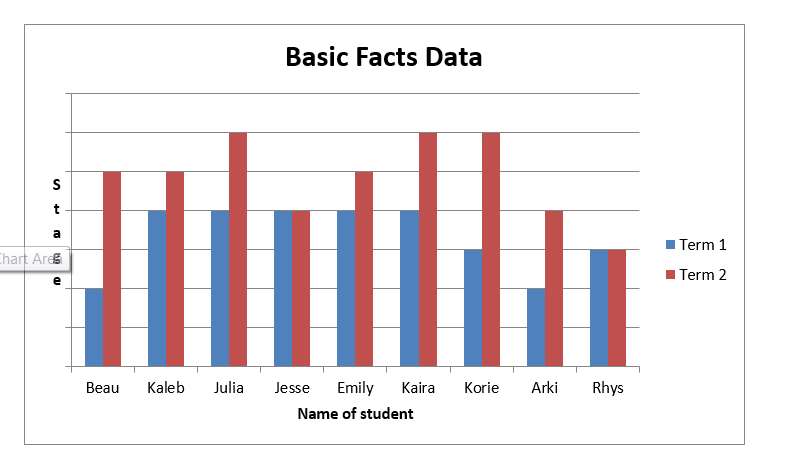 Basic Facts Data
Stage
Chart Area
Term 1
Term 2
Beau Kaleb Julia Jesse Emily Kaira Korie Arki Rhys
Name of student